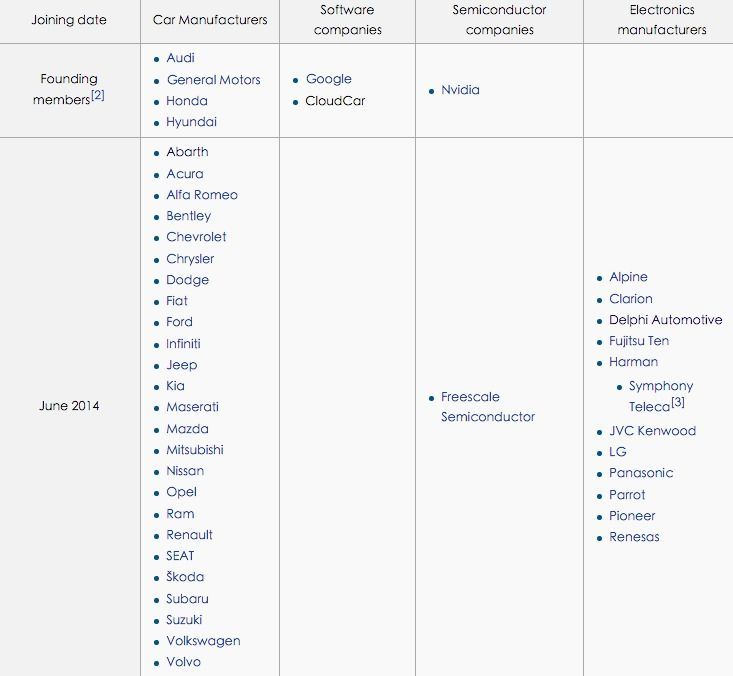 Joining date
Car Manufacturers
Software
companies
Semiconductor
companies
Electronics
manufacturers
Founding
members[2]
Audi
General Motors
Honda
Hyundai
Google
CloudCar
Nvidia
June 2014
Abarth
Acura
Alfa Romeo
Bentley
Chevrolet
Chrysler
Dodge
Fiat
Ford
Infiniti
Jeep
Kia
Maserati
Mazda
Mitsubishi
Nissan
Opel
Ram
Renault
SEAT
Škoda
Subaru
Suzuki
Volkswagen
Volvo
Freescale
Semiconductor
Alpine
Clarion
Delphi Automotive
Fujitsu Ten
Harman
Symphony
Teleca[3]
JVC Kenwood
LG
Panasonic
Parrot
Pioneer
Renesas